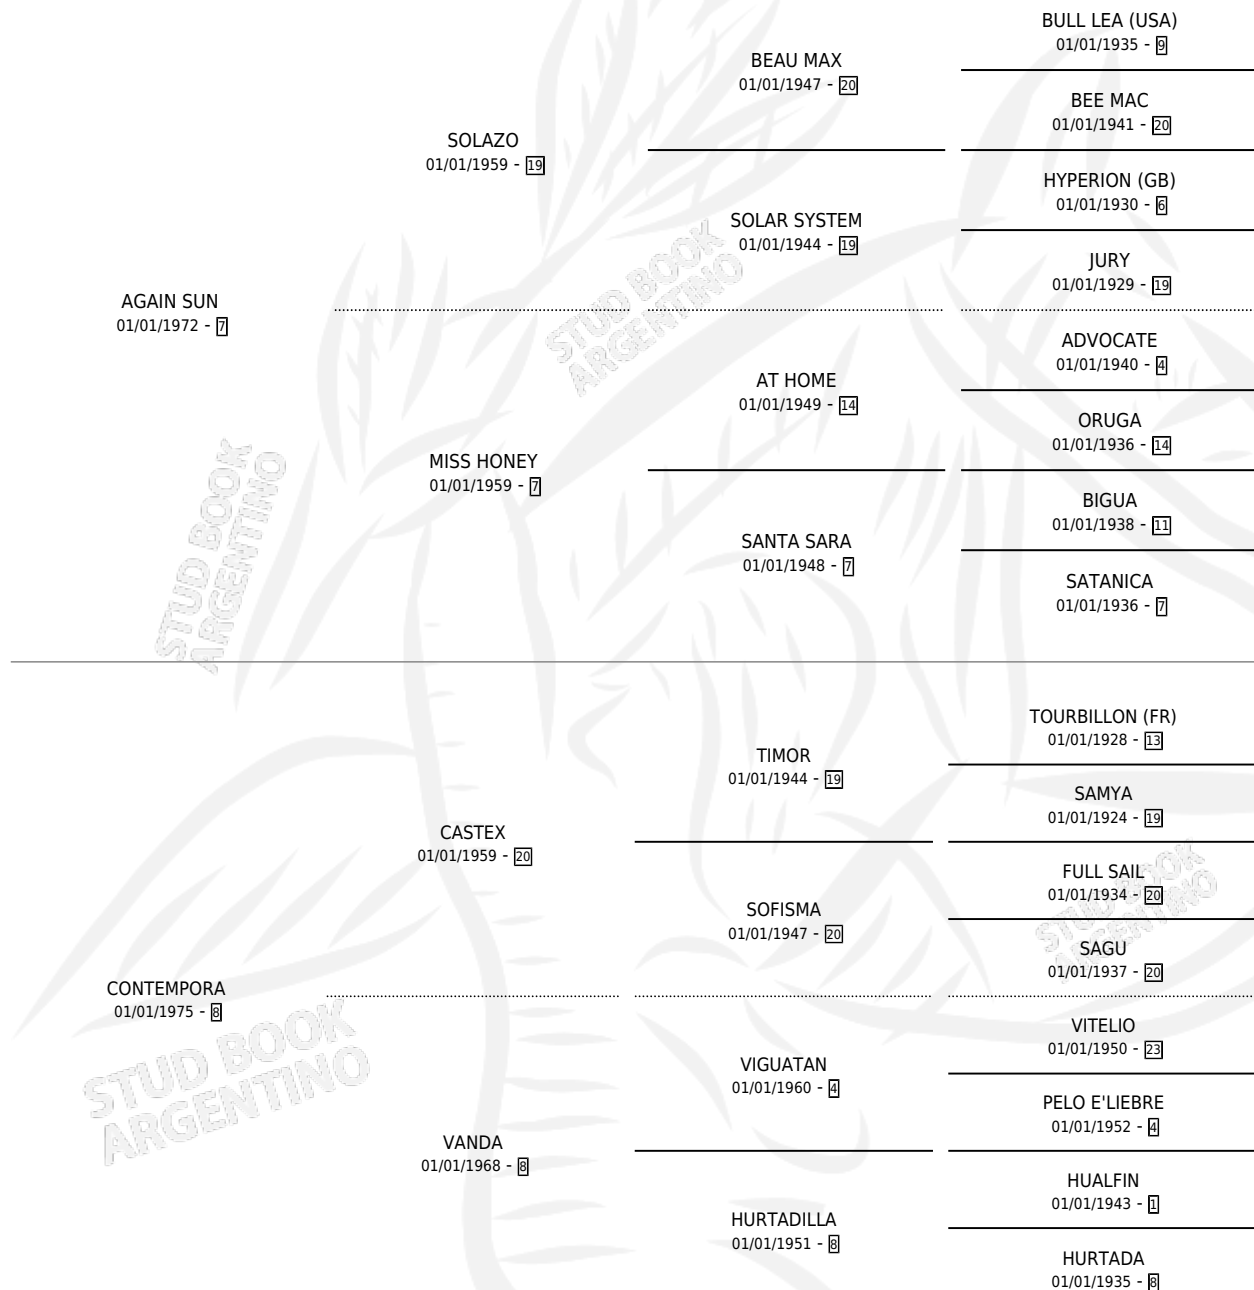 BULL LEA (USA)
01/01/1935 - 9
BEAU MAX
01/01/1947 - 20
BEE MAC
01/01/1941 - 20
SOLAZO
01/01/1959 - 19
HYPERION (GB)
01/01/1930 - 6
SOLAR SYSTEM
01/01/1944 - 19
JURY
01/01/1929 - 19
AGAIN SUN
01/01/1972 - 7
ADVOCATE
01/01/1940 - 4
AT HOME
01/01/1949 - 14
ORUGA
01/01/1936 - 14
MISS HONEY
01/01/1959 - 7
BIGUA
01/01/1938 - 11
SANTA SARA
01/01/1948 - 7
SATANICA
01/01/1936 - 7
TOURBILLON (FR)
01/01/1928 - 13
TIMOR
01/01/1944 - 19
SAMYA
01/01/1924 - 19
CASTEX
01/01/1959 - 20
FULL SAIL
01/01/1934 - 20
SOFISMA
01/01/1947 - 20
SAGU
01/01/1937 - 20
CONTEMPORA
01/01/1975 - 8
VITELIO
01/01/1950 - 23
VIGUATAN
01/01/1960 - 4
PELO E'LIEBRE
01/01/1952 - 4
VANDA
01/01/1968 - 8
HUALFIN
01/01/1943 - 1
HURTADILLA
01/01/1951 - 8
HURTADA
01/01/1935 - 8
STUD BOOK
ARGENTINO
STUD BOOK
ARGENTINO
STUD BOOK
ARGENTINO
STUD BOOK
ARGENTINO